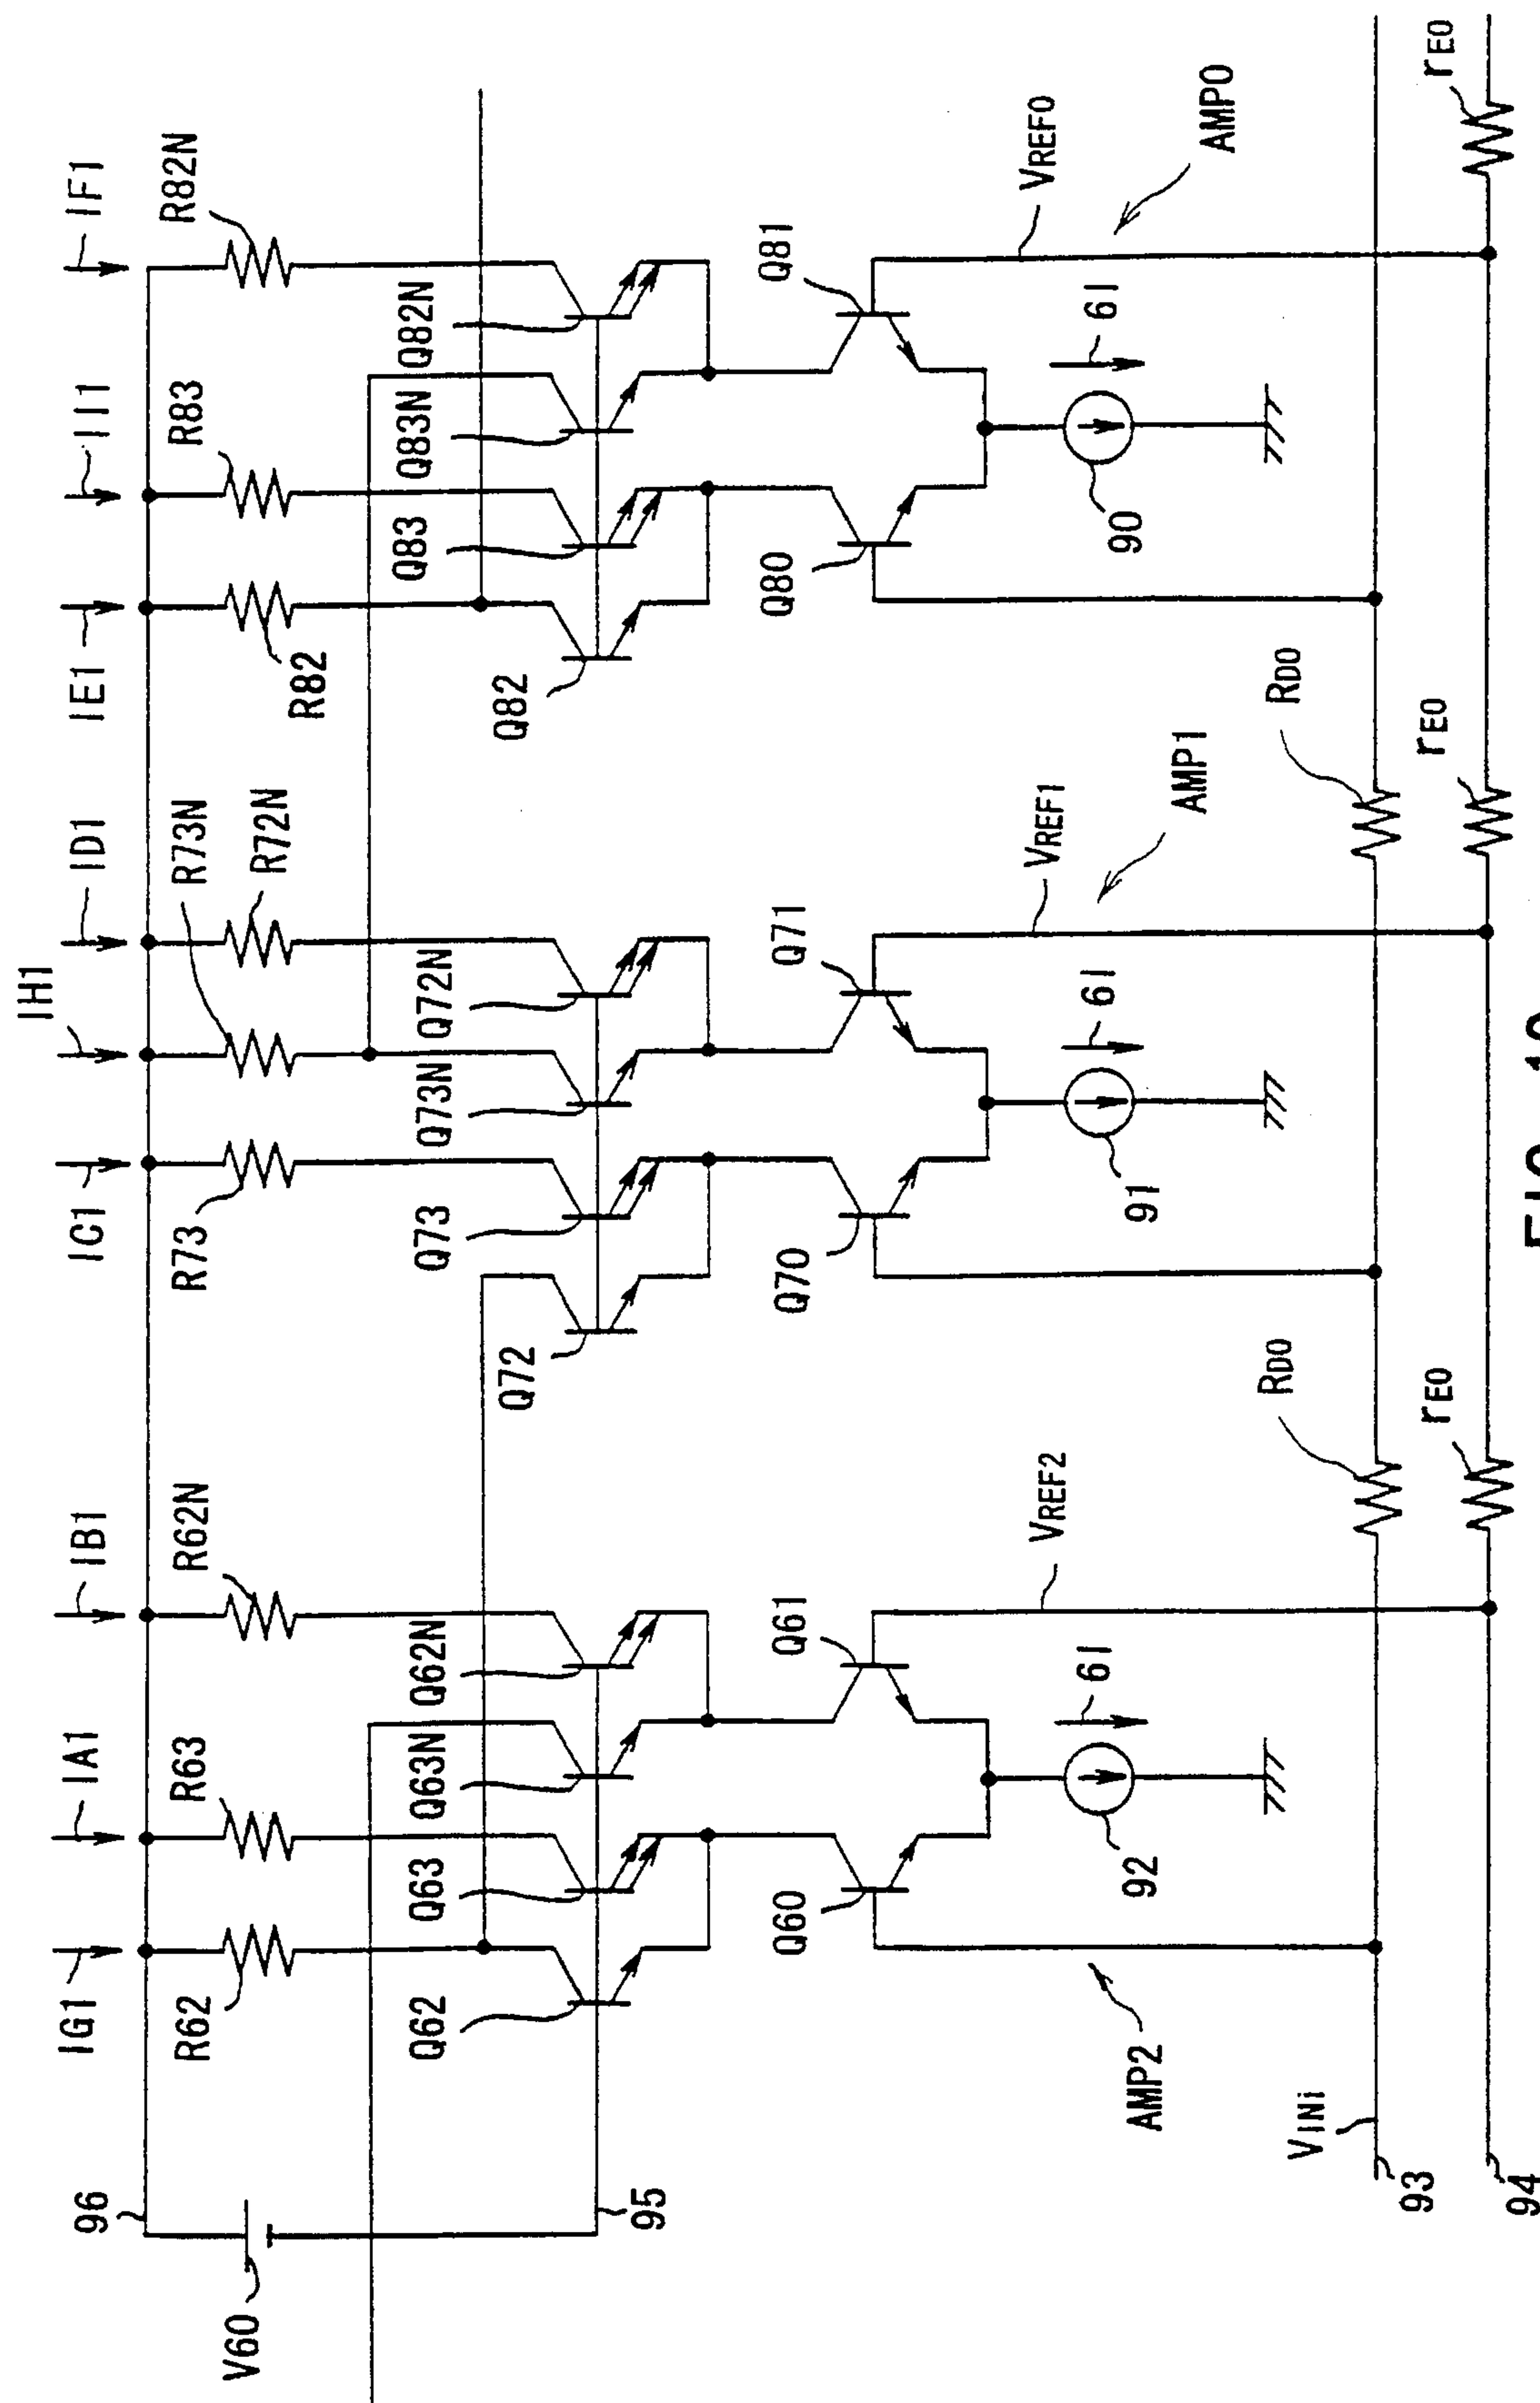 IG1
IA1
IB1
IC1
IH1
ID1
IE1
II1
IF1
96
V60
R62
R63
R62N
R73
R73N
R72N
R82
R83
R82N
Q62
Q63
Q63N
Q62N
Q72
Q73
Q73N
Q72N
Q82
Q83
Q83N
Q82N
95
Q60
Q61
Q70
Q71
Q80
Q81
92
6I
91
6I
90
6I
AMP2
VREF2
AMP1
VREF1
AMP0
VREF0
VINi
93
RD0
RD0
94
rE0
rE0
rE0